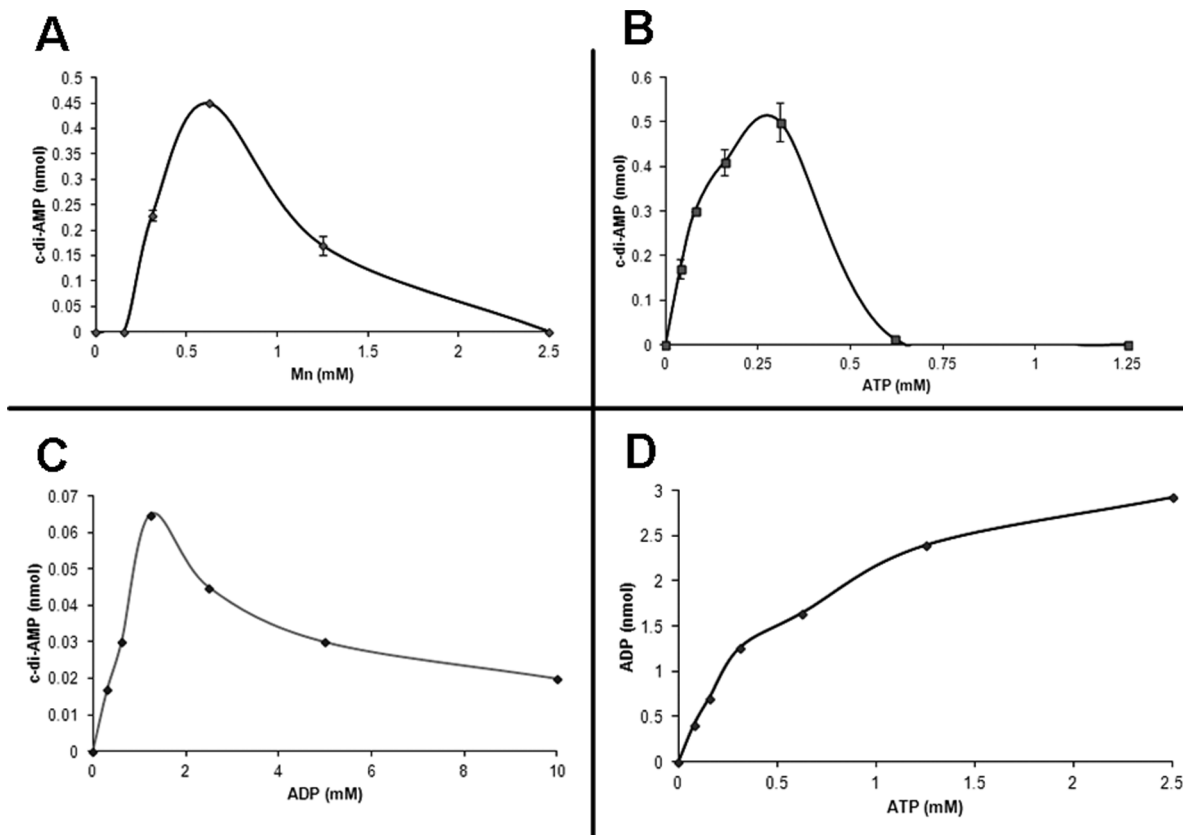 A
c-di-AMP (nmol)
0.5
0.45
0.4
0.35
0.3
0.25
0.2
0.15
0.1
0.05
0
0 0.5 1 1.5 2 2.5
Mn (mM)
B
c-di-AMP (nmol)
0.6
0.5
0.4
0.3
0.2
0.1
0
0 0.25 0.5 0.75 1 1.25
ATP (mM)
C
c-di-AMP (nmol)
0.07
0.06
0.05
0.04
0.03
0.02
0.01
0
0 2 4 6 8 10
ADP (mM)
D
ADP (nmol)
3
2.5
2
1.5
1
0.5
0
0 0.5 1 1.5 2 2.5
ATP (mM)